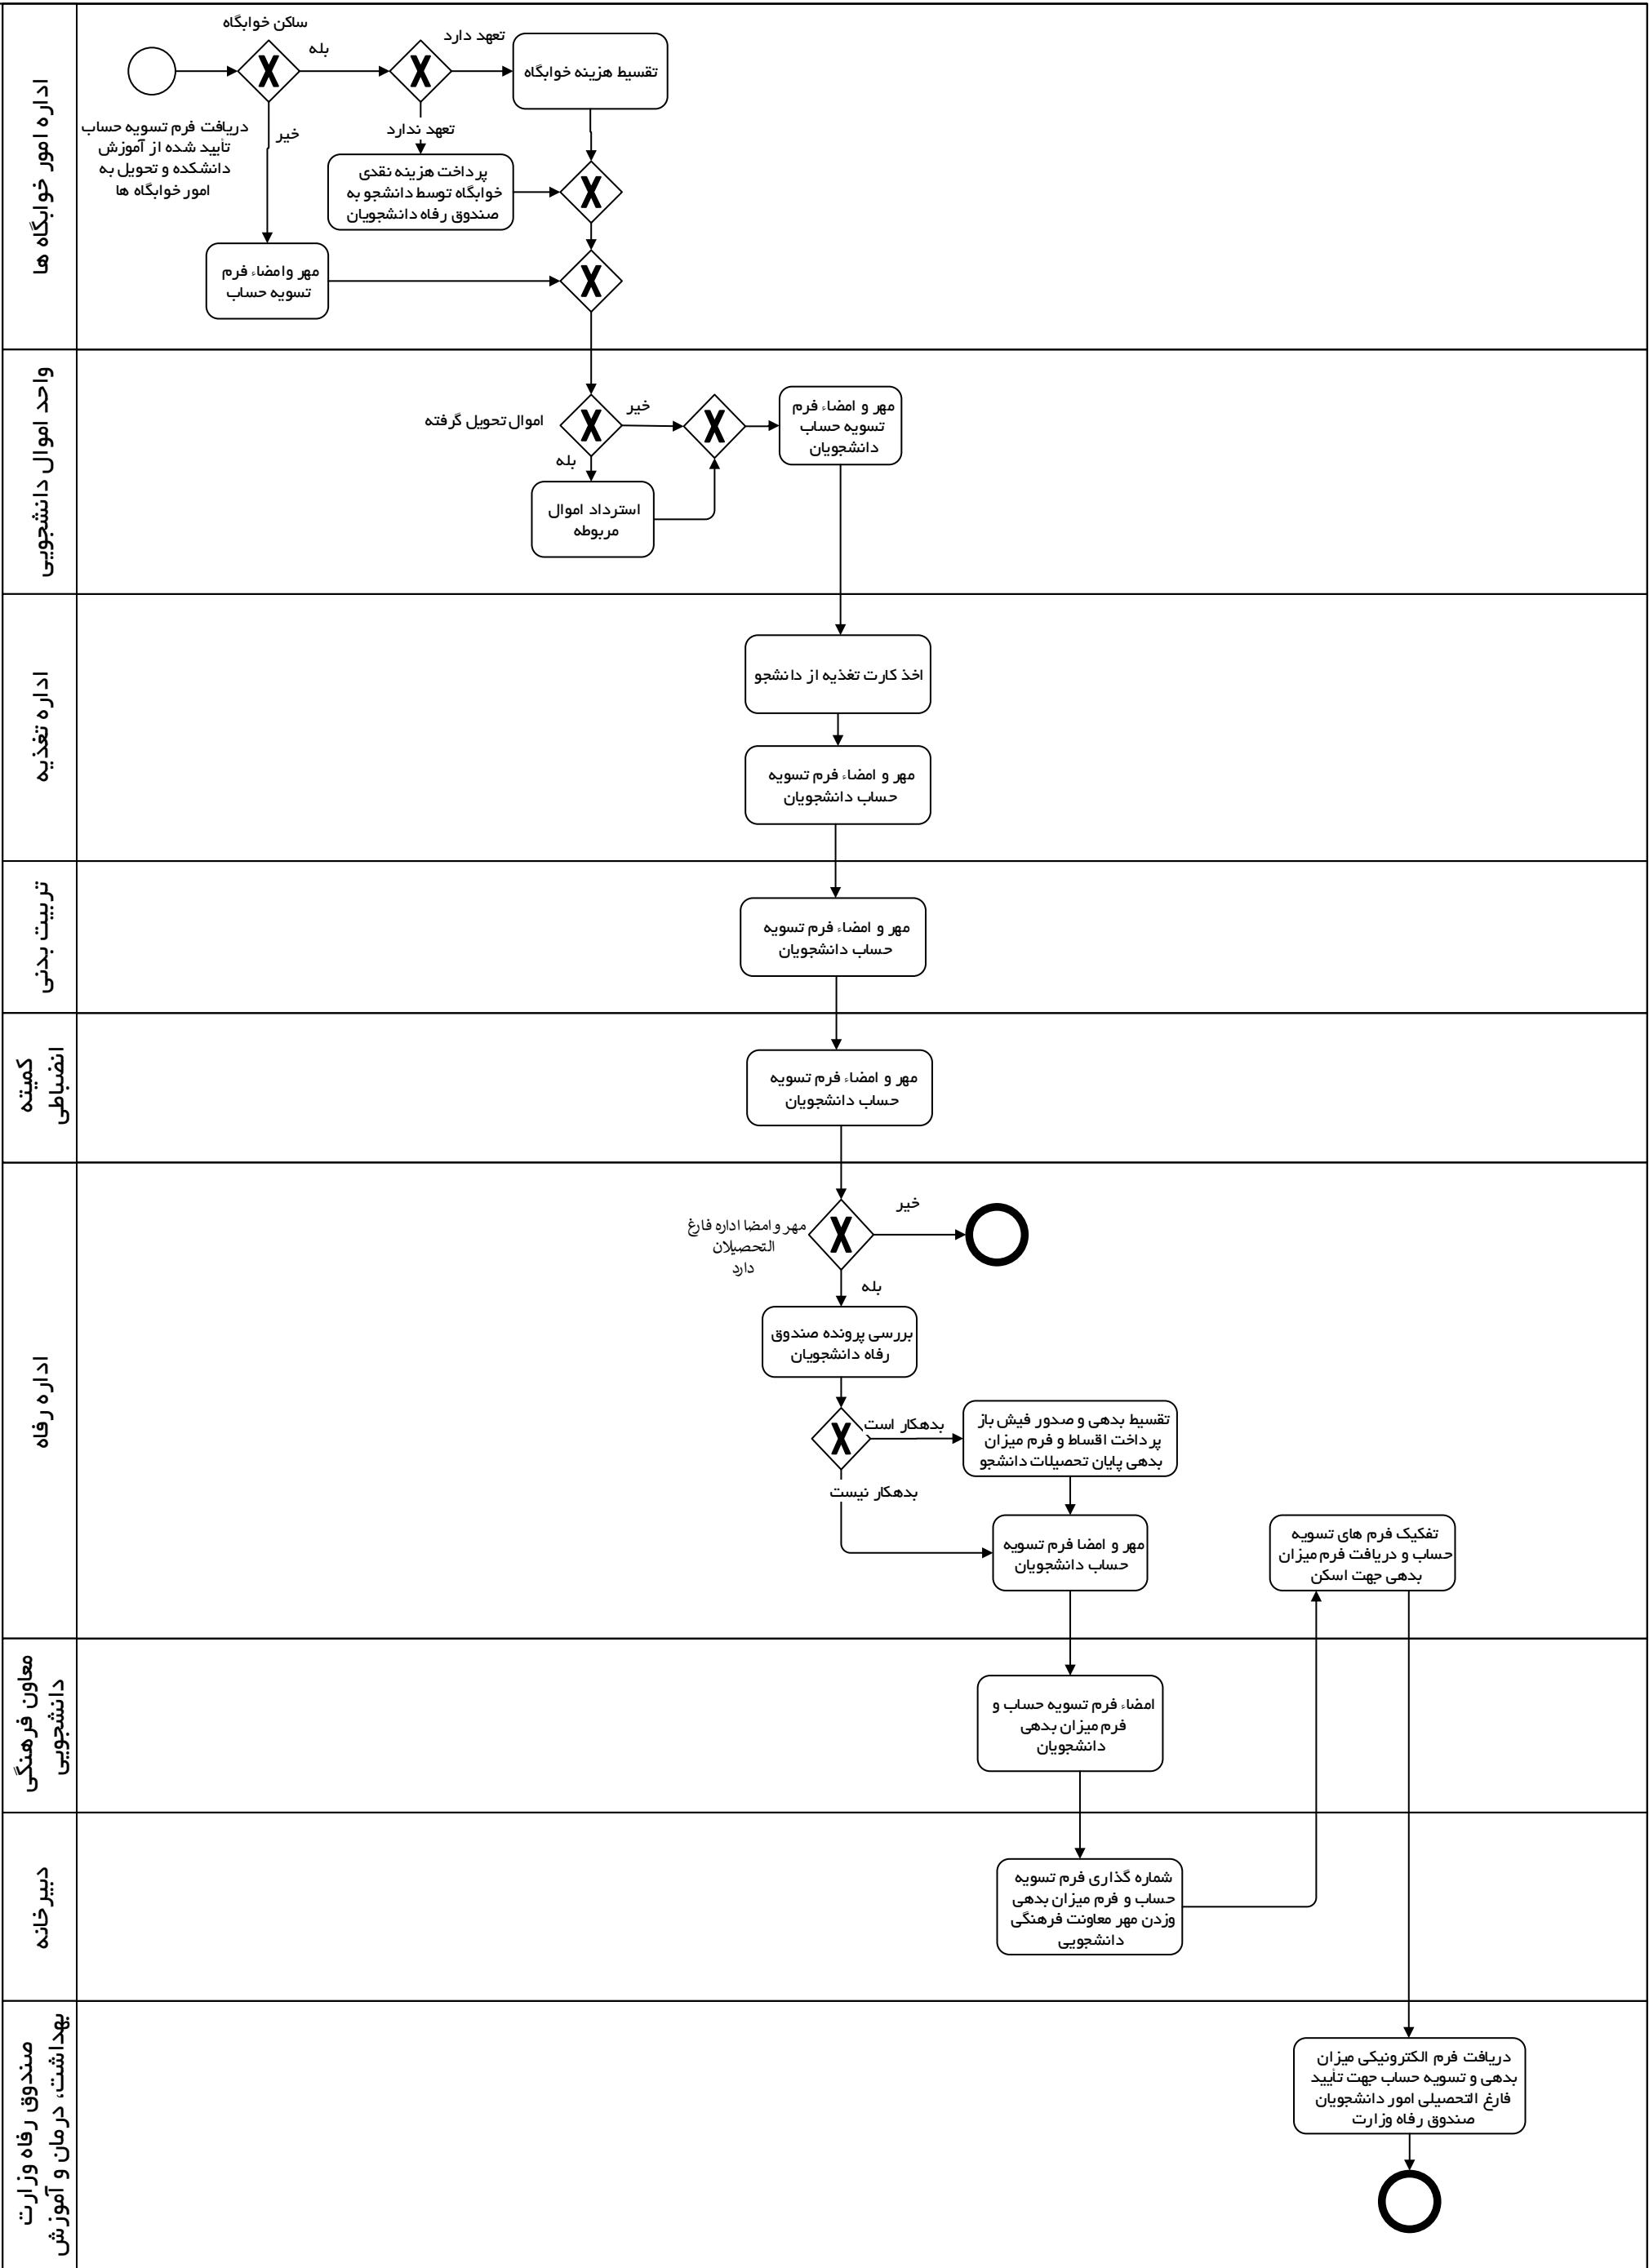 اداره امور خوابگاه ها
ساکن خوابگاه
بله
تعهد دارد
تقسیط هزینه خوابگاه
دریافت فرم تسویه حساب
تأیید شده از آموزش
دانشکده و تحویل به
امور خوابگاه ها
خیر
تعهد ندارد
پرداخت هزینه نقدی
خوابگاه توسط دانشجو به
صندوق رفاه دانشجویان
مهر وامضاء فرم
تسویه حساب
واحد اموال دانشجویی
اموال تحویل گرفته
خیر
بله
مهر و امضاء فرم
تسویه حساب
دانشجویان
استرداد اموال
مربوطه
اداره تغذیه
اخذ کارت تغذیه از دانشجو
مهر و امضاء فرم تسویه
حساب دانشجویان
تربیت بدنی
مهر و امضاء فرم تسویه
حساب دانشجویان
کمیته
انضباطی
مهر و امضاء فرم تسویه
حساب دانشجویان
اداره رفاه
مهر و امضا اداره فارغ
التحصیلان
دارد
خیر
بله
بررسی پرونده صندوق
رفاه دانشجویان
بدهکار است
تقسیط بدهی و صدور فیش باز
پرداخت اقساط و فرم میزان
بدهی پایان تحصیلات دانشجو
بدهکار نیست
مهر و امضا فرم تسویه
حساب دانشجویان
تفکیک فرم های تسویه
حساب و دریافت فرم میزان
بدهی جهت اسکن
معاون فرهنگی
دانشجویی
امضاء فرم تسویه حساب و
فرم میزان بدهی
دانشجویان
دبیرخانه
شماره گذاری فرم تسویه
حساب و فرم میزان بدهی
وزدن مهر معاونت فرهنگی
دانشجویی
صندوق رفاه وزارت
بهداشت، درمان و آموزش
دریافت فرم الکترونیکی میزان
بدهی و تسویه حساب جهت تأیید
فارغ التحصیلی امور دانشجویان
صندوق رفاه وزارت